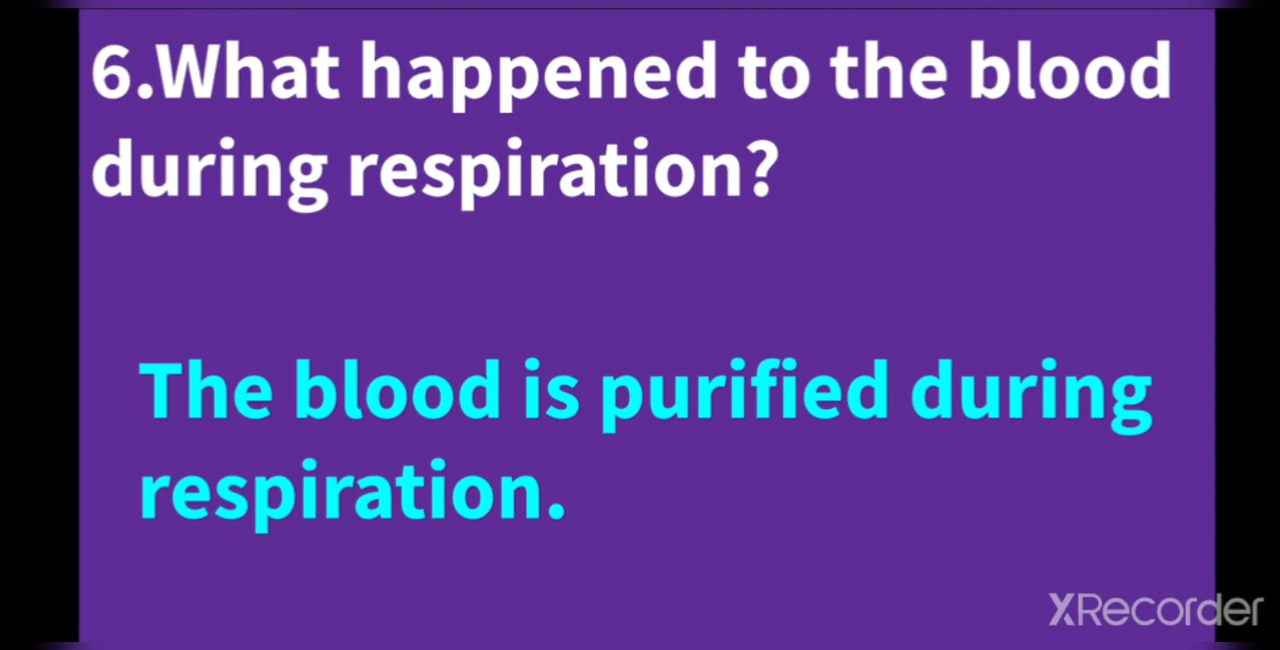 6.What happened to the blood
during respiration?
The blood is purified during
respiration.
XRecorder